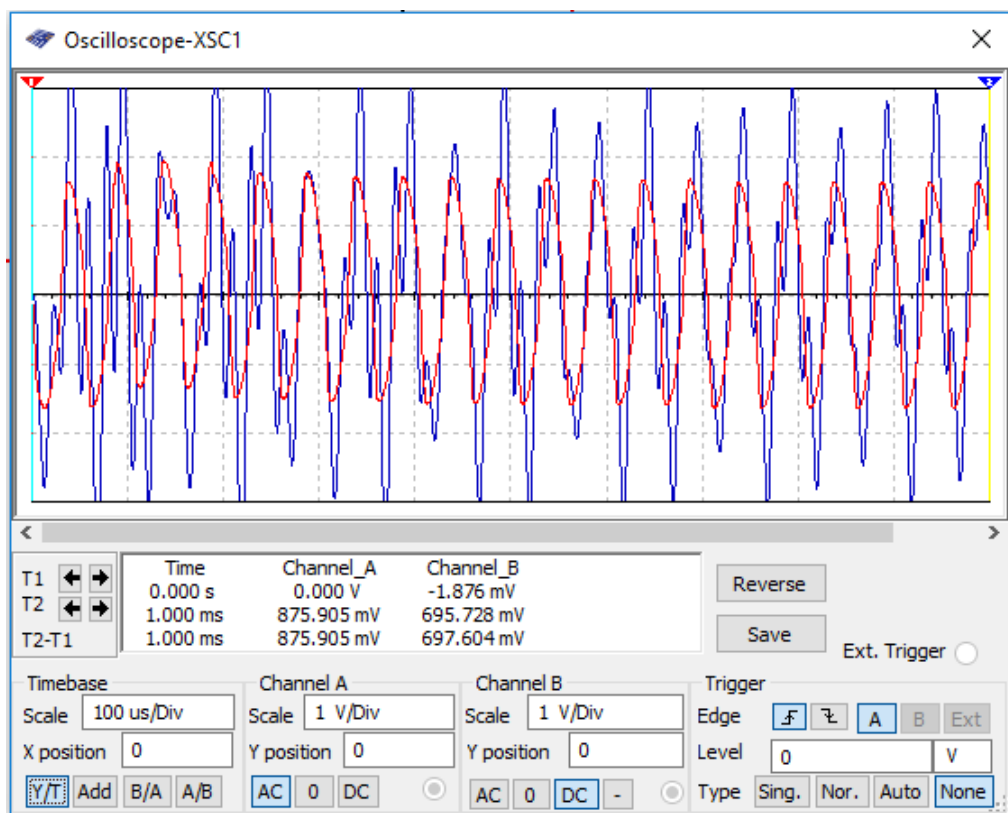 Oscilloscope-XSC1
1
2
Time Channel_A Channel_B
T1 0.000 s 0.000 V -1.876 mV
T2 1.000 ms 875.905 mV 695.728 mV
T2-T1 1.000 ms 875.905 mV 697.604 mV
Reverse
Save
Ext. Trigger
Timebase
Scale 100 us/Div
X position 0
Y/T Add B/A A/B
Channel A
Scale 1 V/Div
Y position 0
AC 0 DC
Channel B
Scale 1 V/Div
Y position 0
AC 0 DC -
Trigger
Edge A B Ext
Level 0 V
Type Sing. Nor. Auto None